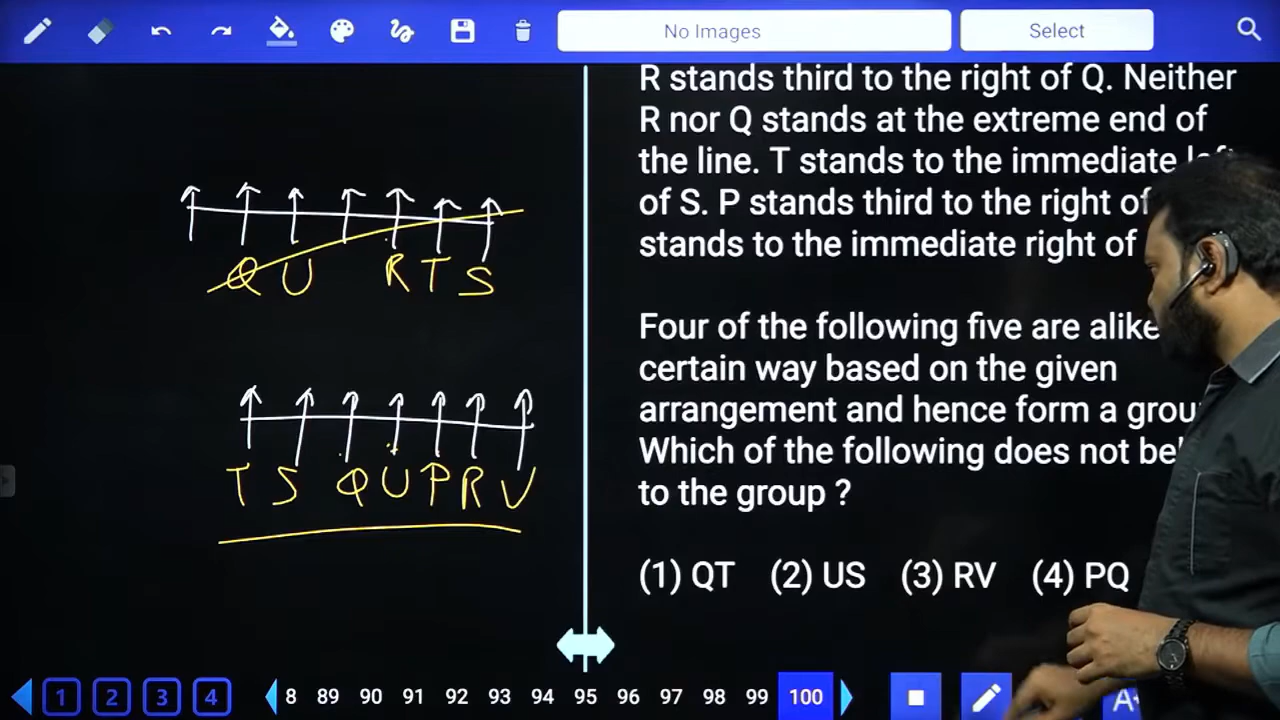 No Images
Select
R stands third to the right of Q. Neither
R nor Q stands at the extreme end of
the line. T stands to the immediate
of S. P stands third to the right of
stands to the immediate right of
Q U R T S
Four of the following five are alike
certain way based on the given
arrangement and hence form a
Which of the following does not
to the group ?
T S Q U P R V
(1) QT (2) US (3) RV (4) PQ
1 2 3 4 8 89 90 91 92 93 94 95 96 97 98 99 100